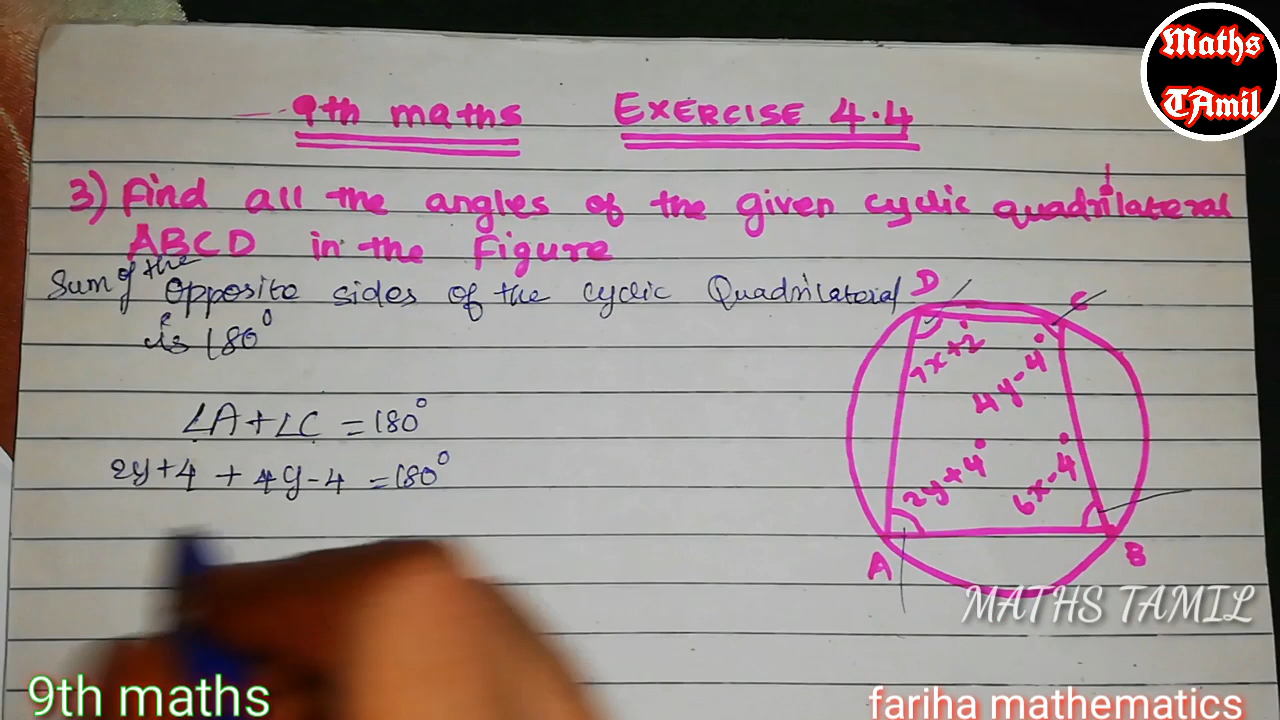 Maths
TAmil
9th maths EXERCISE 4.4
3) Find all the angles of the given cyclic quadrilateral
ABCD in the Figure
Sum of the opposite sides of the cyclic Quadrilateral
is 180°
∠A + ∠C = 180°
2y+4 + 4y-4 = 180°
D
C
7x+2°
4y-4°
2y+4°
6x-4°
A
B
MATHS TAMIL
9th maths
fariha mathematics